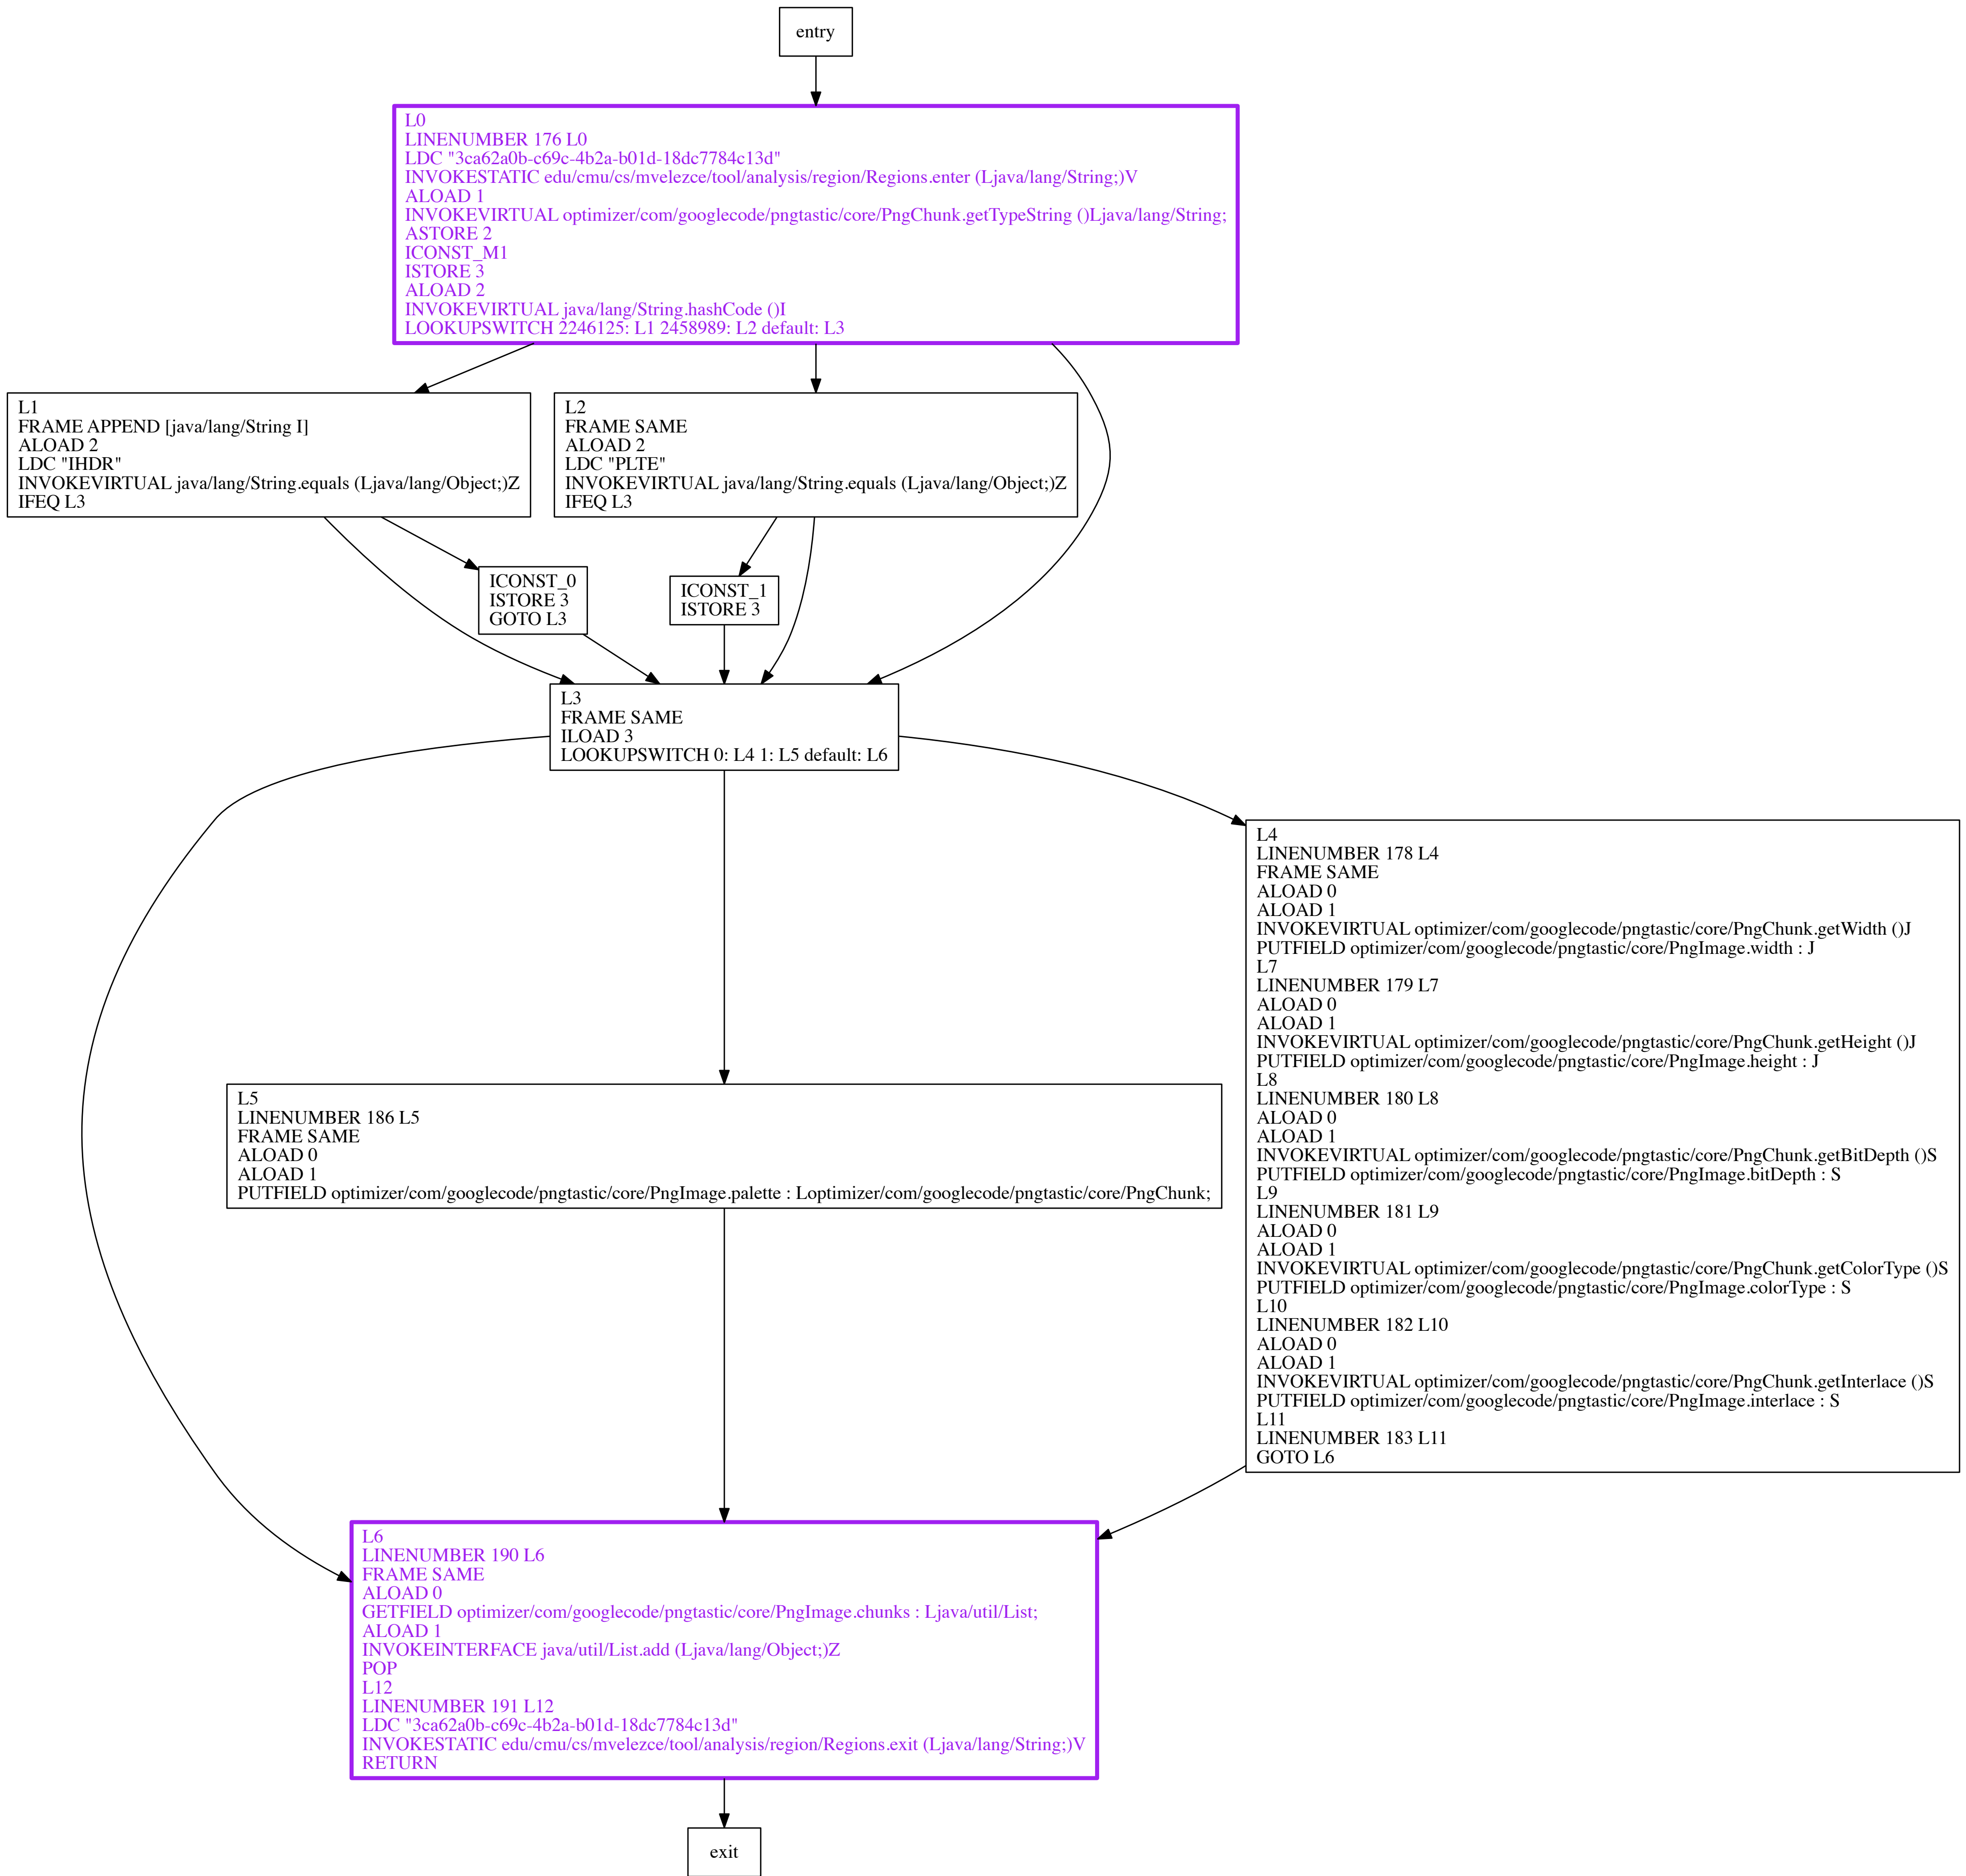 entry
L0
LINENUMBER 176 L0
LDC "3ca62a0b-c69c-4b2a-b01d-18dc7784c13d"
INVOKESTATIC edu/cmu/cs/mvelezce/tool/analysis/region/Regions.enter (Ljava/lang/String;)V
ALOAD 1
INVOKEVIRTUAL optimizer/com/googlecode/pngtastic/core/PngChunk.getTypeString ()Ljava/lang/String;
ASTORE 2
ICONST_M1
ISTORE 3
ALOAD 2
INVOKEVIRTUAL java/lang/String.hashCode ()I
LOOKUPSWITCH 2246125: L1 2458989: L2 default: L3
L1
FRAME APPEND [java/lang/String I]
ALOAD 2
LDC "IHDR"
INVOKEVIRTUAL java/lang/String.equals (Ljava/lang/Object;)Z
IFEQ L3
L2
FRAME SAME
ALOAD 2
LDC "PLTE"
INVOKEVIRTUAL java/lang/String.equals (Ljava/lang/Object;)Z
IFEQ L3
ICONST_0
ISTORE 3
GOTO L3
ICONST_1
ISTORE 3
L3
FRAME SAME
ILOAD 3
LOOKUPSWITCH 0: L4 1: L5 default: L6
L4
LINENUMBER 178 L4
FRAME SAME
ALOAD 0
ALOAD 1
INVOKEVIRTUAL optimizer/com/googlecode/pngtastic/core/PngChunk.getWidth ()J
PUTFIELD optimizer/com/googlecode/pngtastic/core/PngImage.width : J
L7
LINENUMBER 179 L7
ALOAD 0
ALOAD 1
INVOKEVIRTUAL optimizer/com/googlecode/pngtastic/core/PngChunk.getHeight ()J
PUTFIELD optimizer/com/googlecode/pngtastic/core/PngImage.height : J
L8
LINENUMBER 180 L8
ALOAD 0
ALOAD 1
INVOKEVIRTUAL optimizer/com/googlecode/pngtastic/core/PngChunk.getBitDepth ()S
PUTFIELD optimizer/com/googlecode/pngtastic/core/PngImage.bitDepth : S
L9
LINENUMBER 181 L9
ALOAD 0
ALOAD 1
INVOKEVIRTUAL optimizer/com/googlecode/pngtastic/core/PngChunk.getColorType ()S
PUTFIELD optimizer/com/googlecode/pngtastic/core/PngImage.colorType : S
L10
LINENUMBER 182 L10
ALOAD 0
ALOAD 1
INVOKEVIRTUAL optimizer/com/googlecode/pngtastic/core/PngChunk.getInterlace ()S
PUTFIELD optimizer/com/googlecode/pngtastic/core/PngImage.interlace : S
L11
LINENUMBER 183 L11
GOTO L6
L5
LINENUMBER 186 L5
FRAME SAME
ALOAD 0
ALOAD 1
PUTFIELD optimizer/com/googlecode/pngtastic/core/PngImage.palette : Loptimizer/com/googlecode/pngtastic/core/PngChunk;
L6
LINENUMBER 190 L6
FRAME SAME
ALOAD 0
GETFIELD optimizer/com/googlecode/pngtastic/core/PngImage.chunks : Ljava/util/List;
ALOAD 1
INVOKEINTERFACE java/util/List.add (Ljava/lang/Object;)Z
POP
L12
LINENUMBER 191 L12
LDC "3ca62a0b-c69c-4b2a-b01d-18dc7784c13d"
INVOKESTATIC edu/cmu/cs/mvelezce/tool/analysis/region/Regions.exit (Ljava/lang/String;)V
RETURN
exit